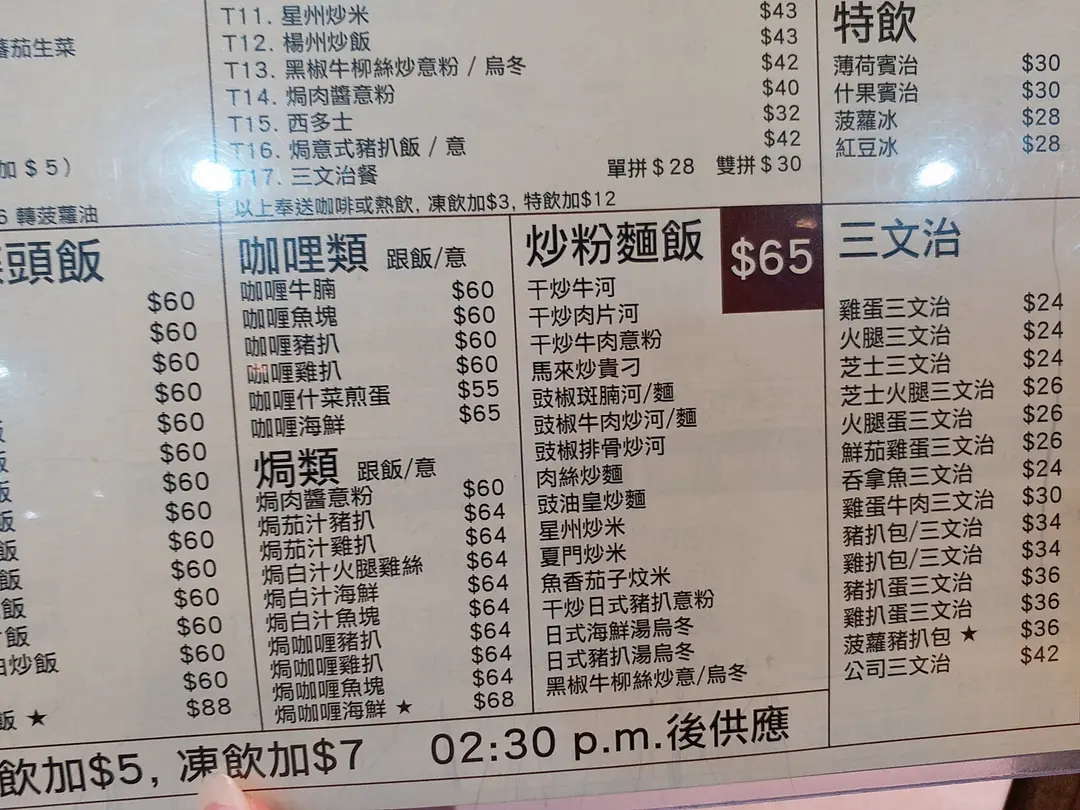 蕃茄生菜
加 $5）
6 轉菠蘿油
T11. 星州炒米 $43
T12. 楊州炒飯 $43
T13. 黑椒牛柳絲炒意粉 / 烏冬 $42
T14. 焗肉醬意粉 $40
T15. 西多士 $32
T16. 焗意式豬扒飯 / 意 $42
T17. 三文治餐 單拼 $28 雙拼 $30
以上奉送咖啡或熱飲, 凍飲加$3, 特飲加$12
特飲
薄荷賓治 $30
什果賓治 $30
菠蘿冰 $28
紅豆冰 $28
頭飯
$60
$60
$60
$60
$60
飯 $60
飯 $60
飯 $60
飯 $60
飯 $60
飯 $60
飯 $60
飯 $60
炒飯 $60
飯 ★ $88
咖哩類 跟飯/意
咖喱牛腩 $60
咖喱魚塊 $60
咖喱豬扒 $60
咖喱雞扒 $60
咖喱什菜煎蛋 $55
咖喱海鮮 $65
焗類 跟飯/意
焗肉醬意粉 $60
焗茄汁豬扒 $64
焗茄汁雞扒 $64
焗白汁火腿雞絲 $64
焗白汁海鮮 $64
焗白汁魚塊 $64
焗咖喱豬扒 $64
焗咖喱雞扒 $64
焗咖喱魚塊 $64
焗咖喱海鮮 ★ $68
炒粉麵飯 $65
干炒牛河
干炒肉片河
干炒牛肉意粉
馬來炒貴刁
豉椒斑腩河/麵
豉椒牛肉炒河/麵
豉椒排骨炒河
肉絲炒麵
豉油皇炒麵
星州炒米
夏門炒米
魚香茄子炆米
干炒日式豬扒意粉
日式海鮮湯烏冬
日式豬扒湯烏冬
黑椒牛柳絲炒意/烏冬
三文治
雞蛋三文治 $24
火腿三文治 $24
芝士三文治 $24
芝士火腿三文治 $26
火腿蛋三文治 $26
鮮茄雞蛋三文治 $26
吞拿魚三文治 $24
雞蛋牛肉三文治 $30
豬扒包/三文治 $34
雞扒包/三文治 $34
豬扒蛋三文治 $36
雞扒蛋三文治 $36
菠蘿豬扒包 ★ $36
公司三文治 $42
飲加$5, 凍飲加$7 02:30 p.m.後供應